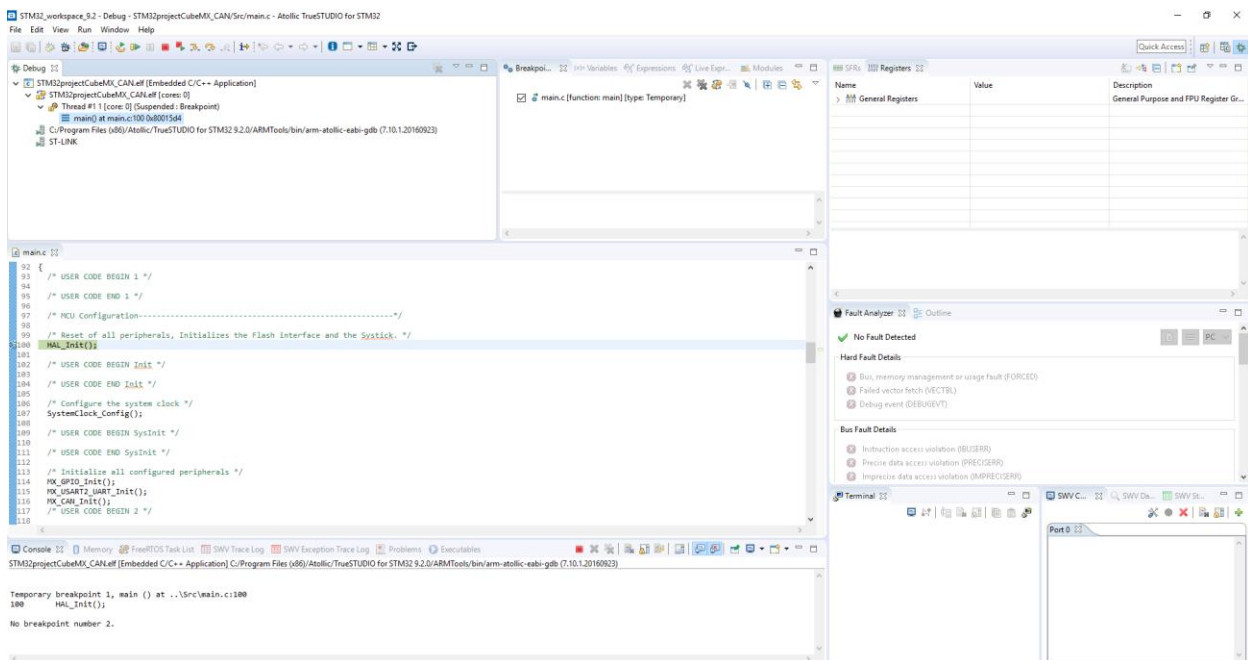 STM32_workspace_9.2 - Debug - STM32projectCubeMX_CAN/Src/main.c - Atollic TrueSTUDIO for STM32
File Edit View Run Window Help
Quick Access
Debug
STM32projectCubeMX_CAN.elf [Embedded C/C++ Application]
STM32projectCubeMX_CAN.elf [cores: 0]
Thread #1 1 [core: 0] (Suspended : Breakpoint)
main() at main.c:100 0x80015d4
C:/Program Files (x86)/Atollic/TrueSTUDIO for STM32 9.2.0/ARMTools/bin/arm-atollic-eabi-gdb (7.10.1.20160923)
ST-LINK
Breakpoi... Variables Expressions Live Expr... Modules
main.c [function: main] [type: Temporary]
SFRs Registers
Name Value Description
General Registers General Purpose and FPU Register Gr...
main.c
92 {
93 /* USER CODE BEGIN 1 */
94
95 /* USER CODE END 1 */
96
97 /* MCU Configuration----------------------------------------------------------*/
98
99 /* Reset of all peripherals, Initializes the Flash interface and the Systick. */
100 HAL_Init();
101
102 /* USER CODE BEGIN Init */
103
104 /* USER CODE END Init */
105
106 /* Configure the system clock */
107 SystemClock_Config();
108
109 /* USER CODE BEGIN SysInit */
110
111 /* USER CODE END SysInit */
112
113 /* Initialize all configured peripherals */
114 MX_GPIO_Init();
115 MX_USART2_UART_Init();
116 MX_CAN_Init();
117 /* USER CODE BEGIN 2 */
118
Fault Analyzer Outline
No Fault Detected
PC
Hard Fault Details
Bus, memory management or usage fault (FORCED)
Failed vector fetch (VECTBL)
Debug event (DEBUGEVT)
Bus Fault Details
Instruction access violation (IBUSERR)
Precise data access violation (PRECISERR)
Imprecise data access violation (IMPRECISERR)
Terminal
SWV C... SWV Da... SWV St...
Port 0
Console Memory FreeRTOS Task List SWV Trace Log SWV Exception Trace Log Problems Executables
STM32projectCubeMX_CAN.elf [Embedded C/C++ Application] C:/Program Files (x86)/Atollic/TrueSTUDIO for STM32 9.2.0/ARMTools/bin/arm-atollic-eabi-gdb (7.10.1.20160923)
Temporary breakpoint 1, main () at ..\Src\main.c:100
100 HAL_Init();
No breakpoint number 2.